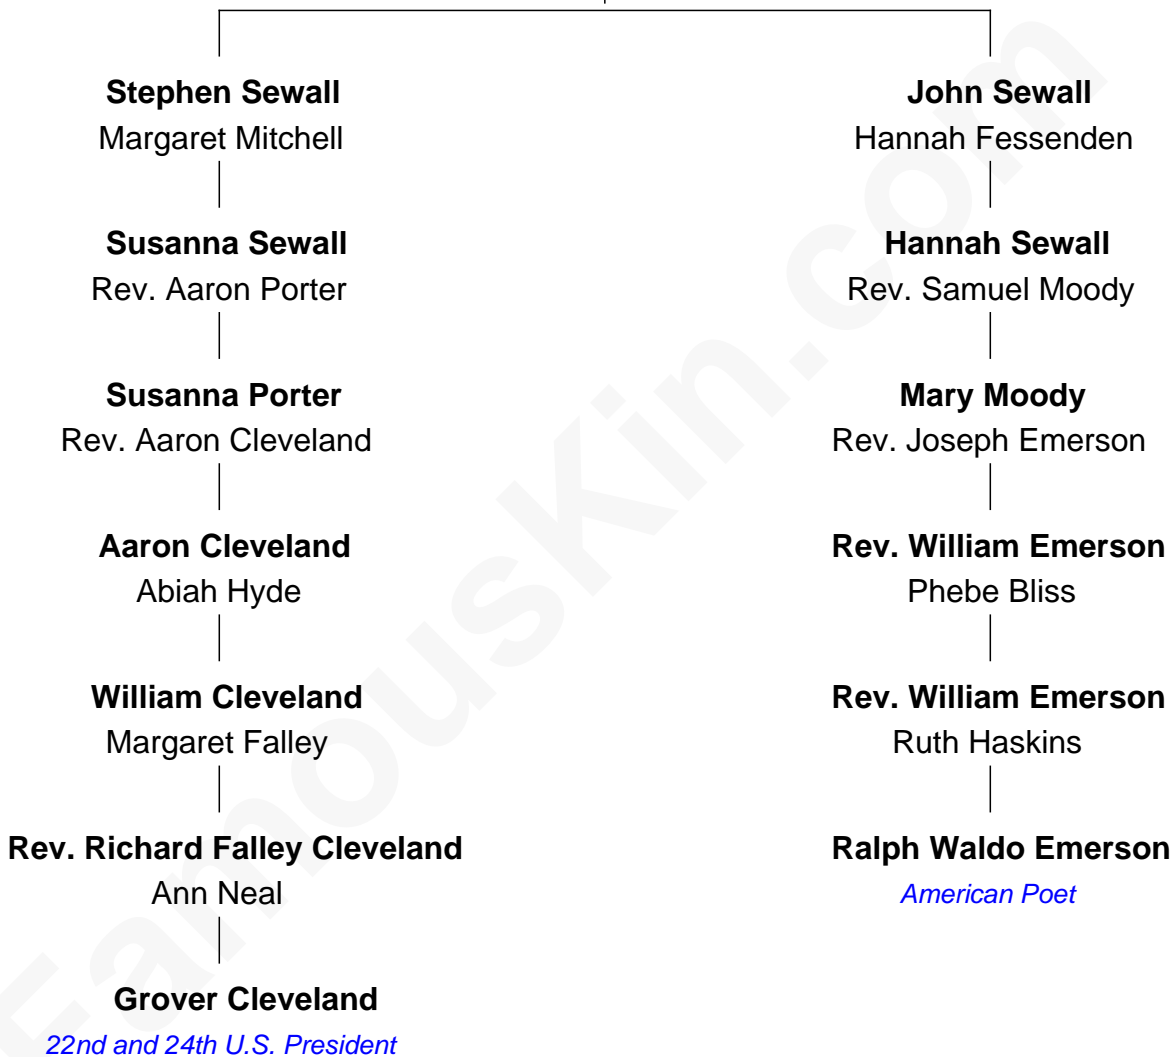 Stephen Sewall
Margaret Mitchell
Susanna Sewall
Rev. Aaron Porter
Susanna Porter
Rev. Aaron Cleveland
Aaron Cleveland
Abiah Hyde
William Cleveland
Margaret Falley
Rev. Richard Falley Cleveland
Ann Neal
Grover Cleveland
22nd and 24th U.S. President
John Sewall
Hannah Fessenden
Hannah Sewall
Rev. Samuel Moody
Mary Moody
Rev. Joseph Emerson
Rev. William Emerson
Phebe Bliss
Rev. William Emerson
Ruth Haskins
Ralph Waldo Emerson
American Poet
FamousKin.com